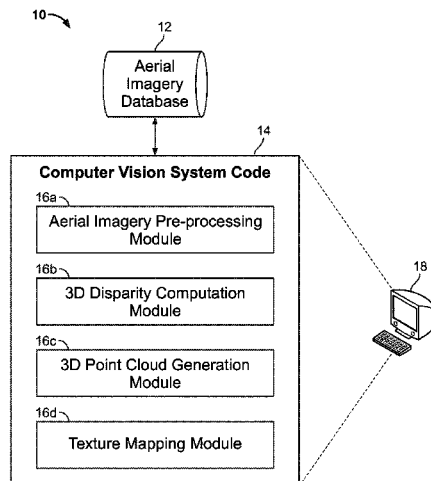 10
12
Aerial
Imagery
Database
14
Computer Vision System Code
16a
Aerial Imagery Pre-processing
Module
16b
3D Disparity Computation
Module
16c
3D Point Cloud Generation
Module
16d
Texture Mapping Module
18